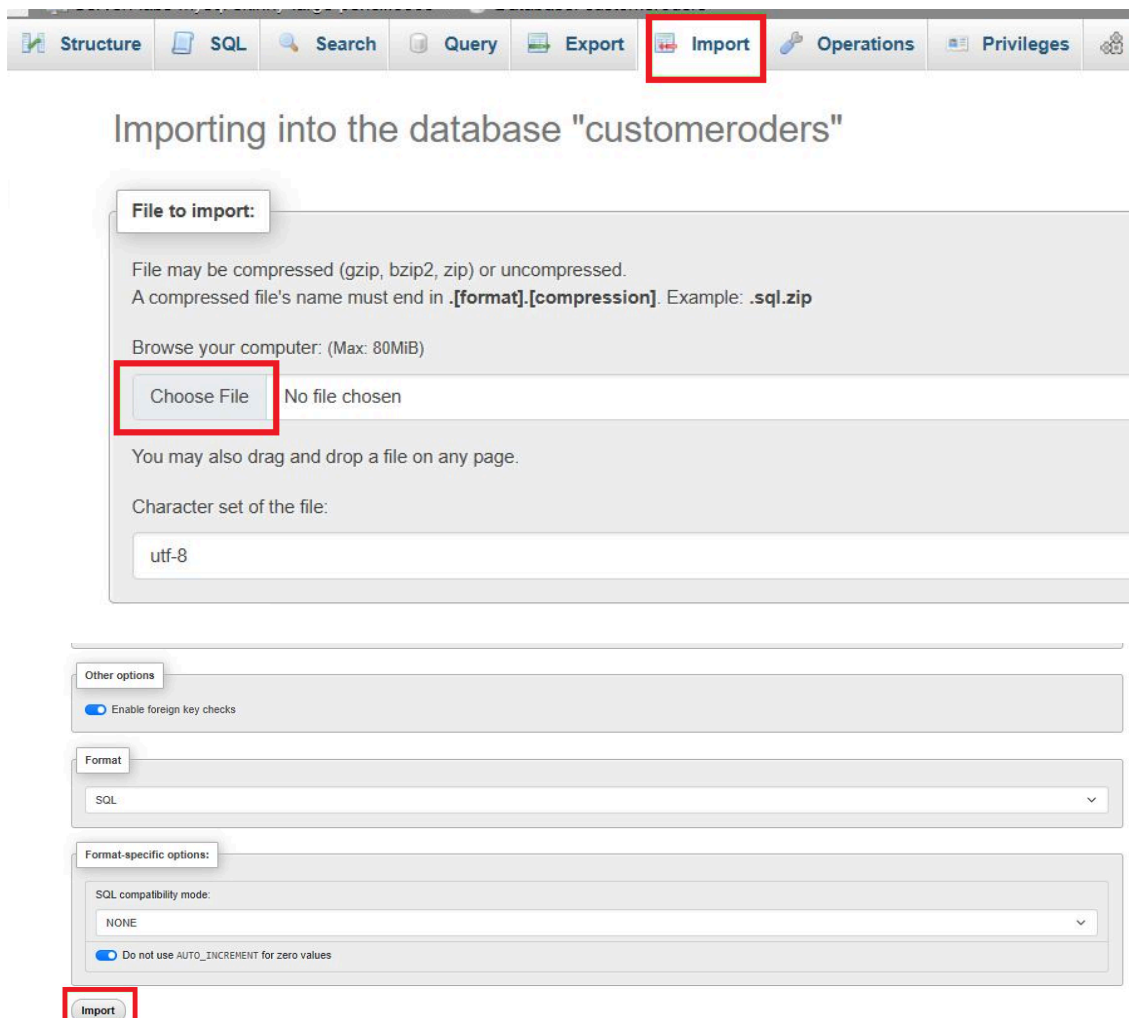 Structure SQL Search Query Export Import Operations Privileges
Importing into the database "customeroders"
File to import:
File may be compressed (gzip, bzip2, zip) or uncompressed.
A compressed file's name must end in .[format].[compression]. Example: .sql.zip
Browse your computer: (Max: 80MiB)
Choose File No file chosen
You may also drag and drop a file on any page.
Character set of the file:
utf-8
Other options
Enable foreign key checks
Format
SQL
Format-specific options:
SQL compatibility mode:
NONE
Do not use AUTO_INCREMENT for zero values
Import